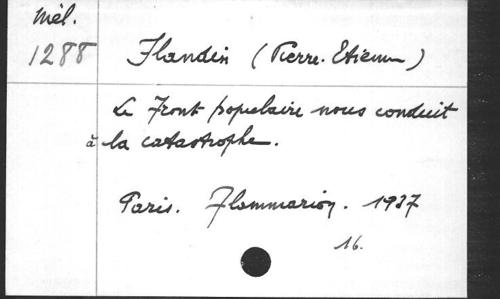 Mél.
1288
Flandin (Pierre-Etienne)
Le Front populaire nous conduit
à la catastrophe.
Paris. Flammarion. 1937
16.